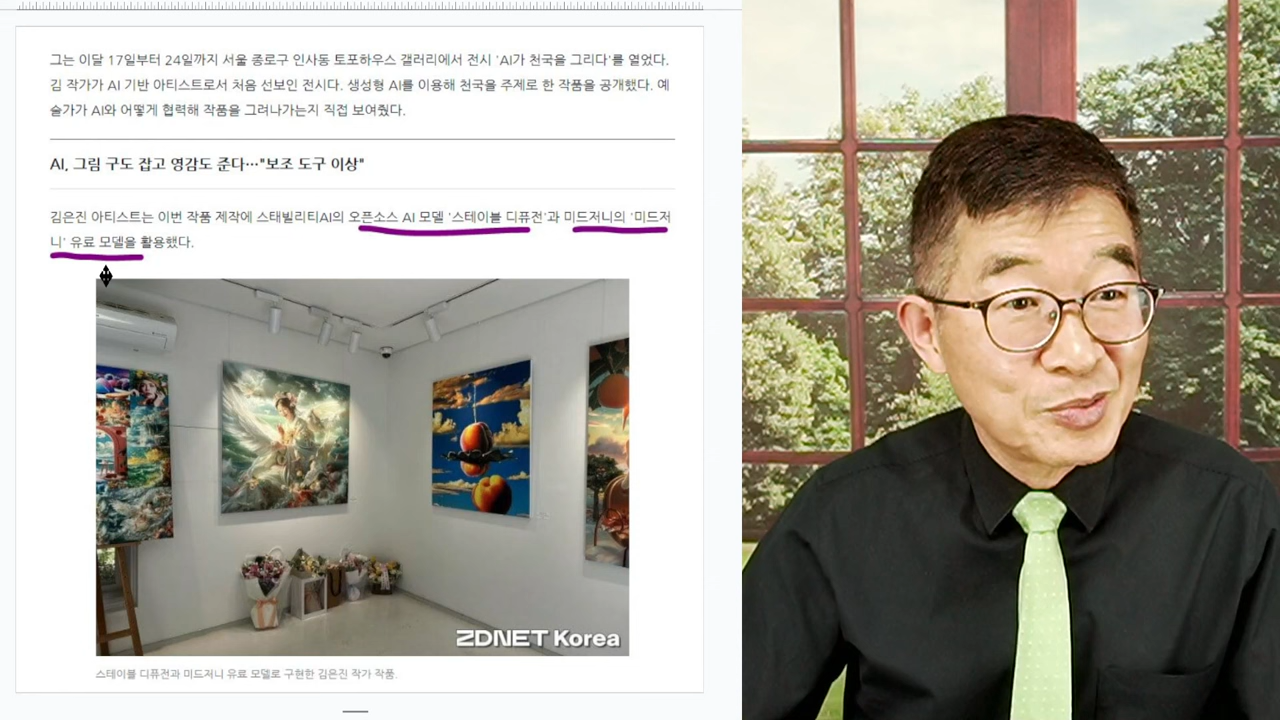 그는 이달 17일부터 24일까지 서울 종로구 인사동 토포하우스 갤러리에서 전시 'AI가 천국을 그리다'를 열었다.
김 작가가 AI 기반 아티스트로서 처음 선보인 전시다. 생성형 AI를 이용해 천국을 주제로 한 작품을 공개했다. 예
술가가 AI와 어떻게 협력해 작품을 그려나가는지 직접 보여줬다.
AI, 그림 구도 잡고 영감도 준다…"보조 도구 이상"
김은진 아티스트는 이번 작품 제작에 스태빌리티AI의 오픈소스 AI 모델 '스테이블 디퓨전'과 미드저니의 '미드저
니' 유료 모델을 활용했다.
ZDNET Korea
스테이블 디퓨전과 미드저니 유료 모델로 구현한 김은진 작가 작품.